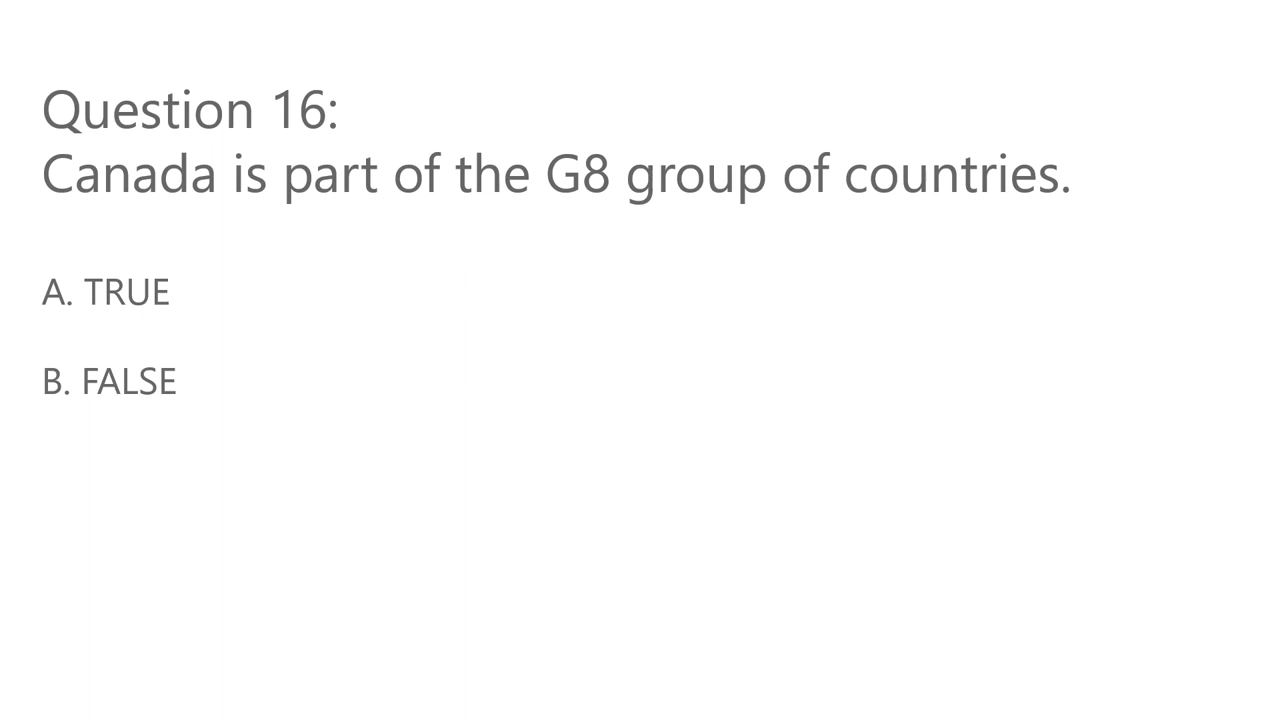 Question 16:
Canada is part of the G8 group of countries.
A. TRUE
B. FALSE